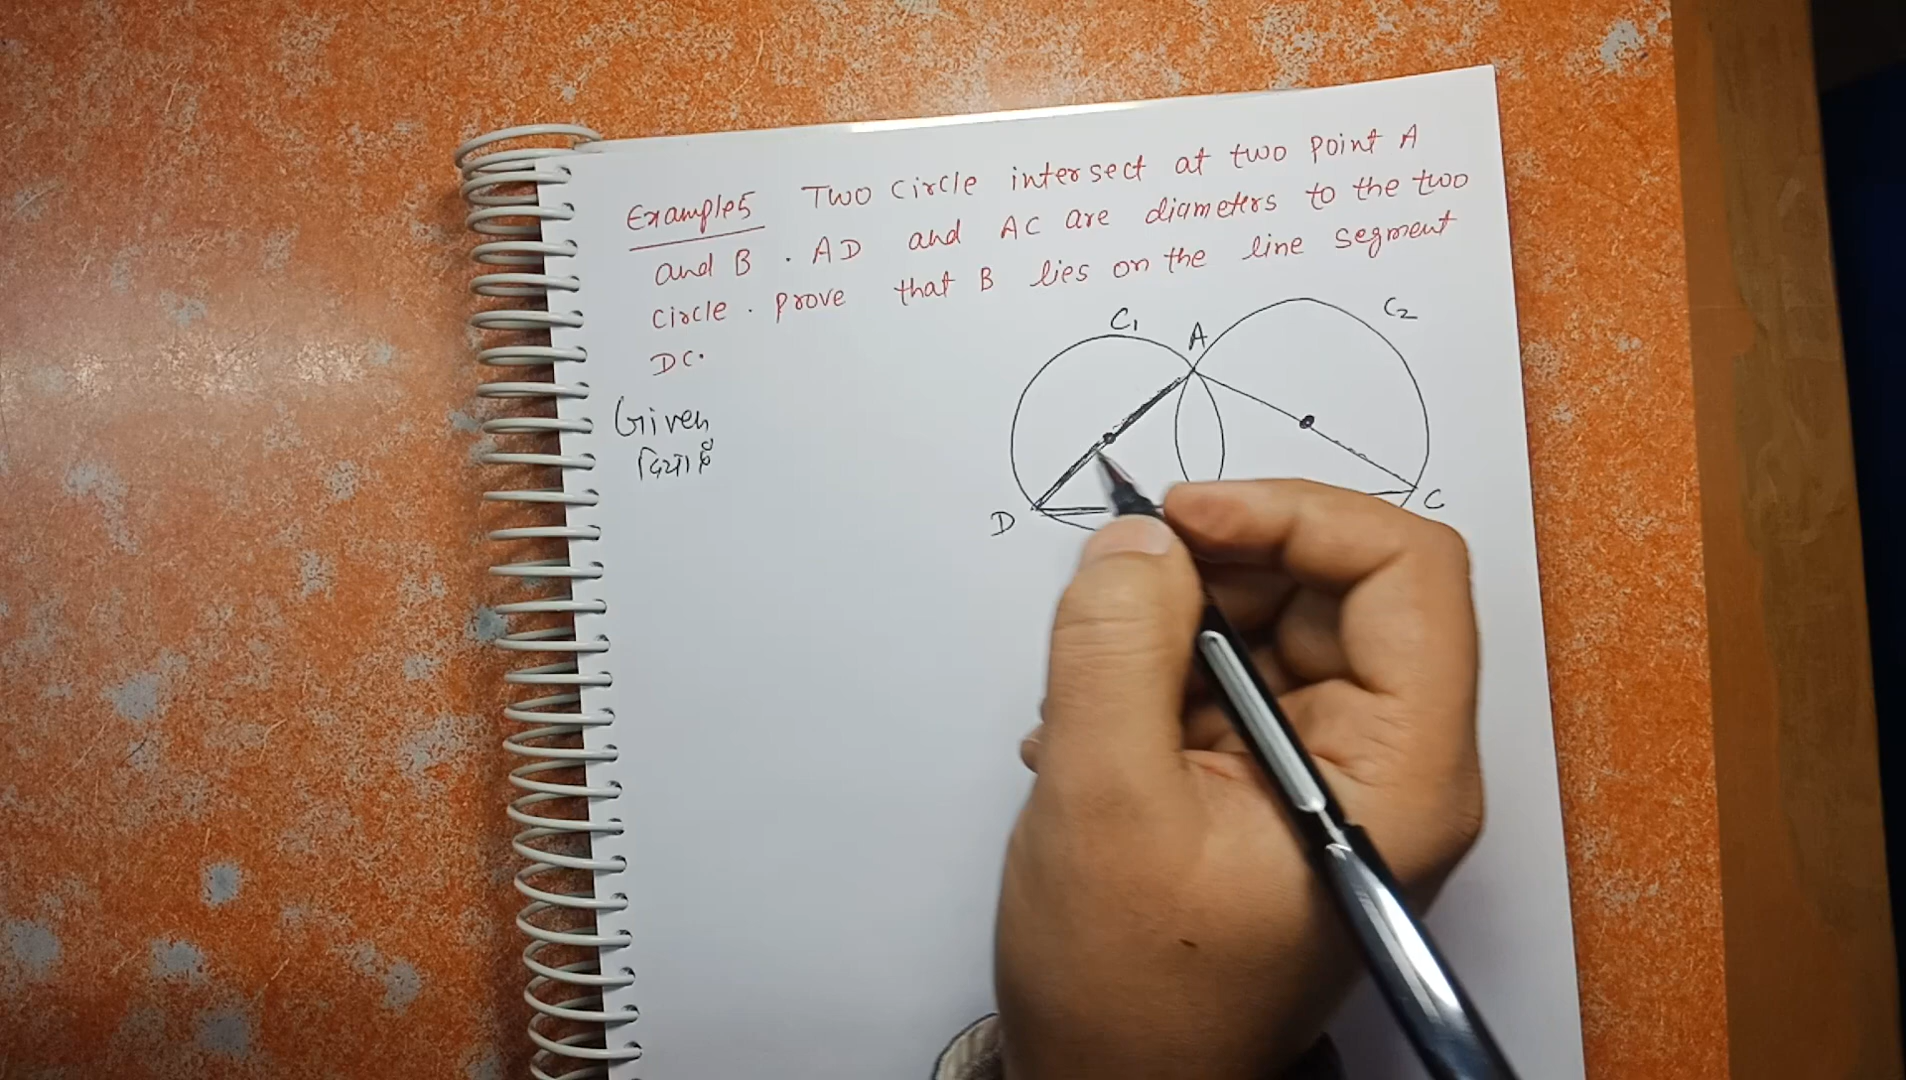 Example5 Two circle intersect at two point A
and B . AD and AC are diameters to the two
circle . prove that B lies on the line segment
DC.
C1
A
C2
Given
दिया है
D
C